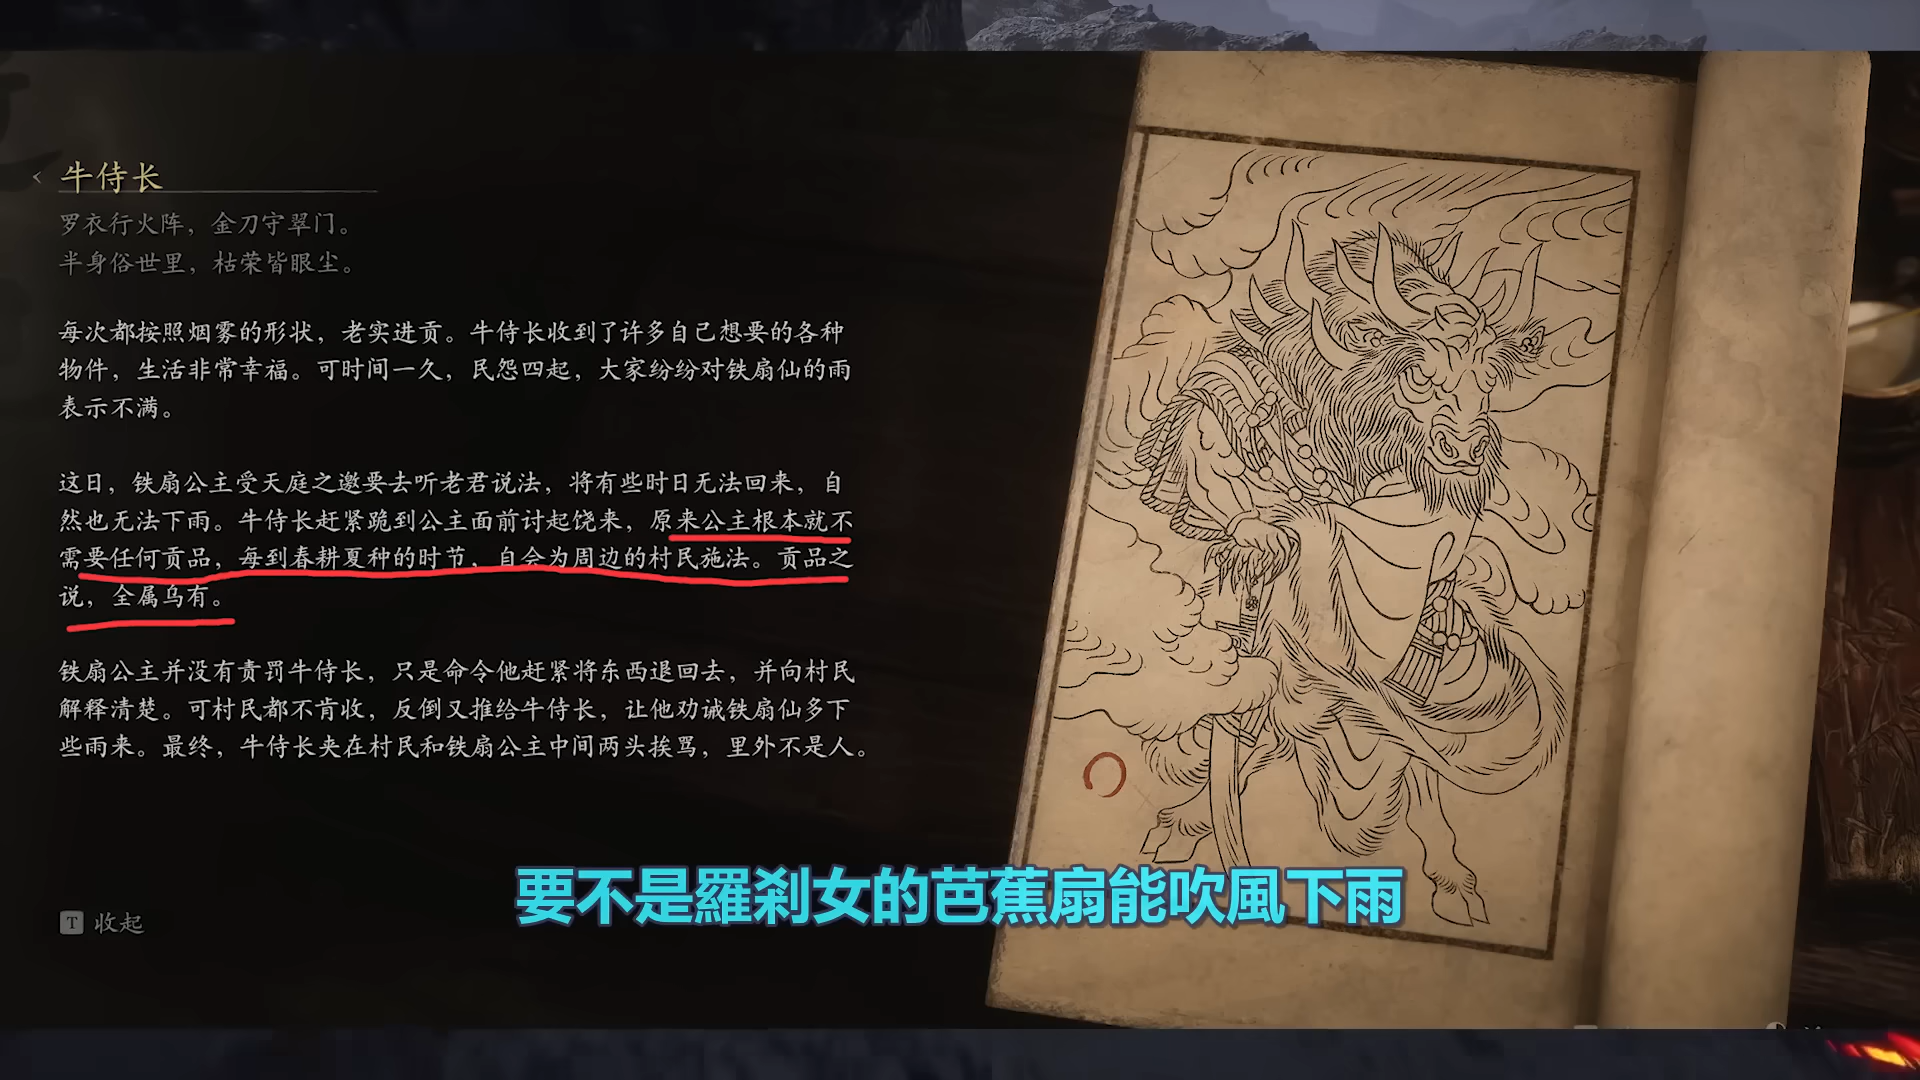 牛侍长
罗衣行火阵，金刀守翠门。
半身俗世里，枯荣皆眼尘。
每次都按照烟雾的形状，老实进贡。牛侍长收到了许多自己想要的各种
物件，生活非常幸福。可时间一久，民怨四起，大家纷纷对铁扇仙的雨
表示不满。
这日，铁扇公主受天庭之邀要去听老君说法，将有些时日无法回来，自
然也无法下雨。牛侍长赶紧跪到公主面前讨起饶来，原来公主根本就不
需要任何贡品，每到春耕夏种的时节，自会为周边的村民施法。贡品之
说，全属乌有。
铁扇公主并没有责罚牛侍长，只是命令他赶紧将东西退回去，并向村民
解释清楚。可村民都不肯收，反倒又推给牛侍长，让他劝诫铁扇仙多下
些雨来。最终，牛侍长夹在村民和铁扇公主中间两头挨骂，里外不是人。
T 收起
要不是羅剎女的芭蕉扇能吹風下雨